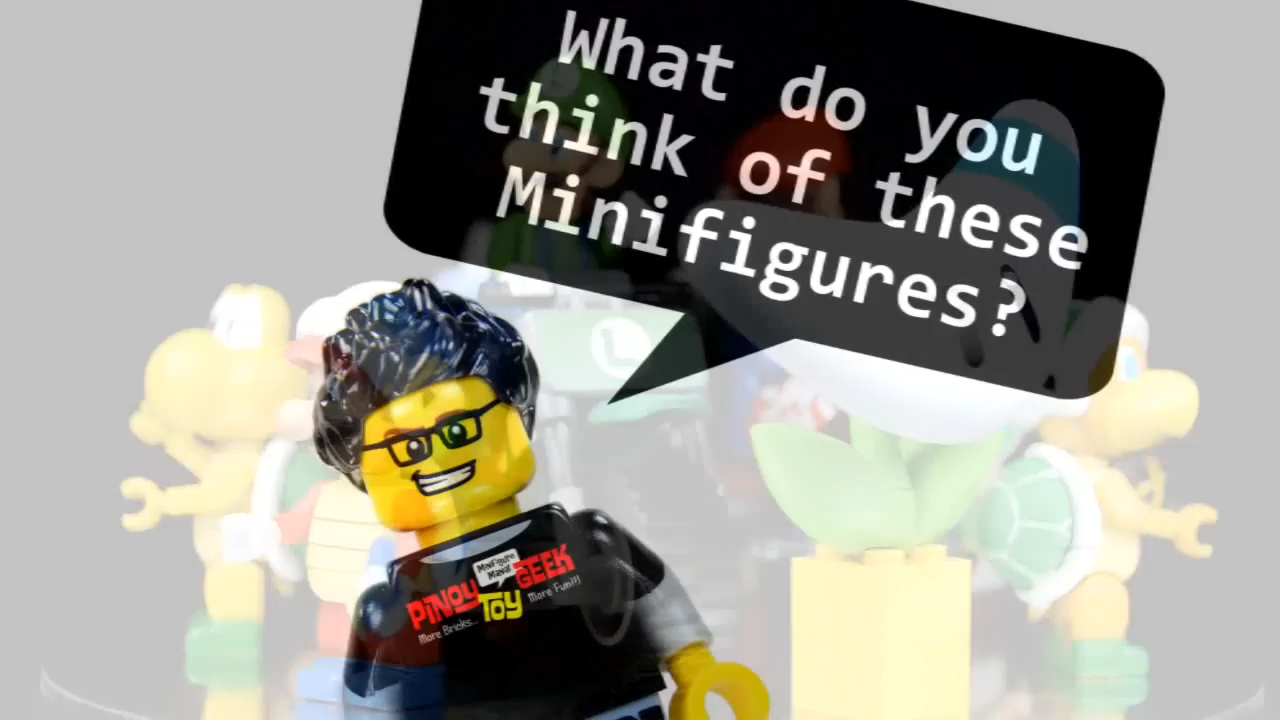 What do you
think of these
Minifigures?
L
Minifigure
Mania!
PiNOY GEEK
TOY
More Bricks... More Fun!!!